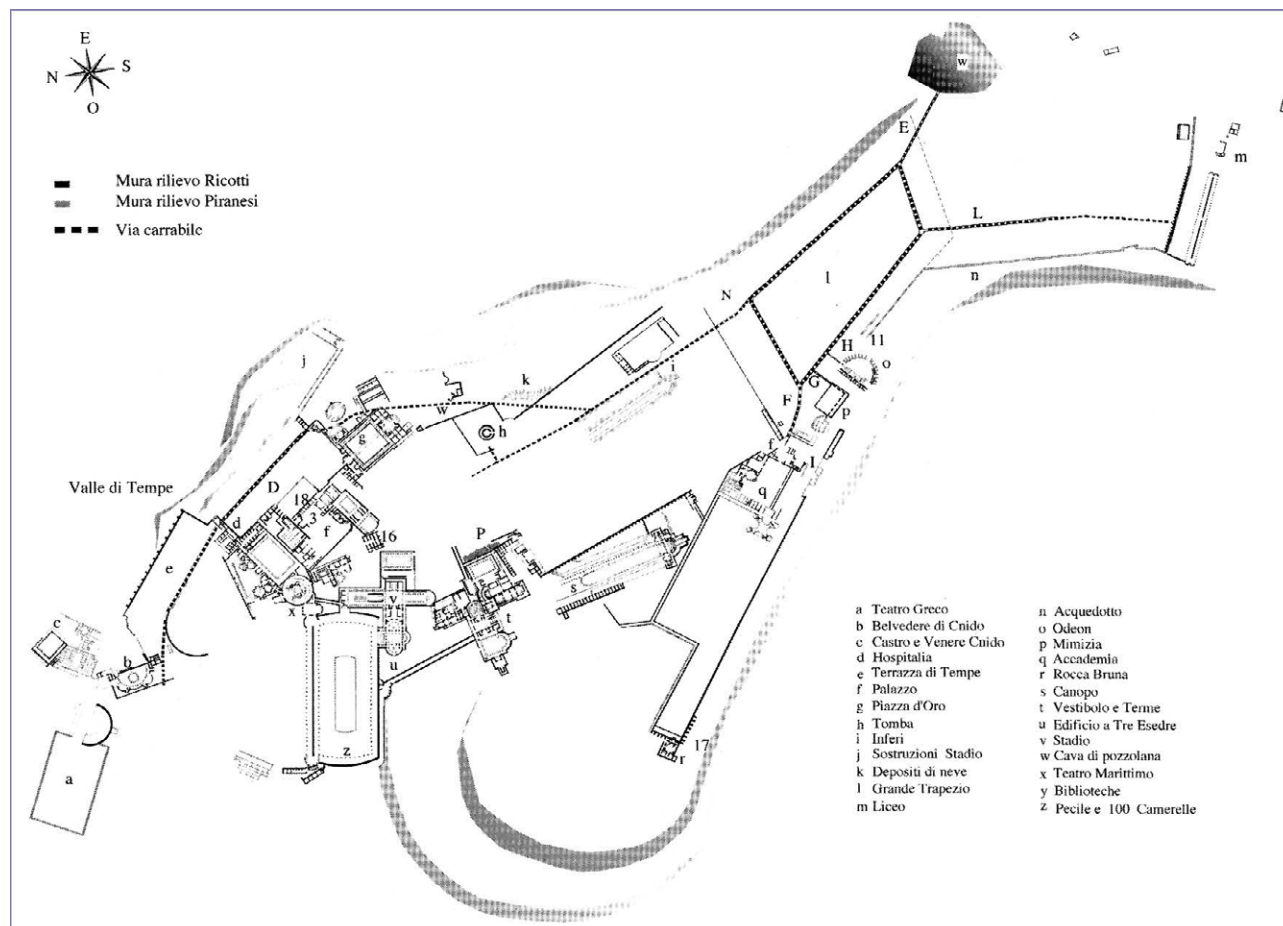 E
N
S
O
Mura rilievo Ricotti
Mura rilievo Piranesi
Via carrabile
w
E
m
L
n
l
N
H
11
o
G
F
p
i
k
j
w
h
g
f
I
q
Valle di Tempe
D
18
3
d
f
16
P
e
s
v
x
t
c
b
u
z
17
r
a
a Teatro Greco
b Belvedere di Cnido
c Castro e Venere Cnido
d Hospitalia
e Terrazza di Tempe
f Palazzo
g Piazza d'Oro
h Tomba
i Inferi
j Sostruzioni Stadio
k Depositi di neve
l Grande Trapezio
m Liceo
n Acquedotto
o Odeon
p Mimizia
q Accademia
r Rocca Bruna
s Canopo
t Vestibolo e Terme
u Edificio a Tre Esedre
v Stadio
w Cava di pozzolana
x Teatro Marittimo
y Biblioteche
z Pecile e 100 Camerelle